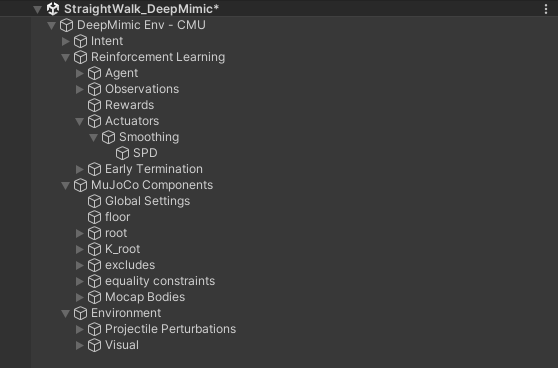 StraightWalk_DeepMimic*
DeepMimic Env - CMU
Intent
Reinforcement Learning
Agent
Observations
Rewards
Actuators
Smoothing
SPD
Early Termination
MuJoCo Components
Global Settings
floor
root
K_root
excludes
equality constraints
Mocap Bodies
Environment
Projectile Perturbations
Visual